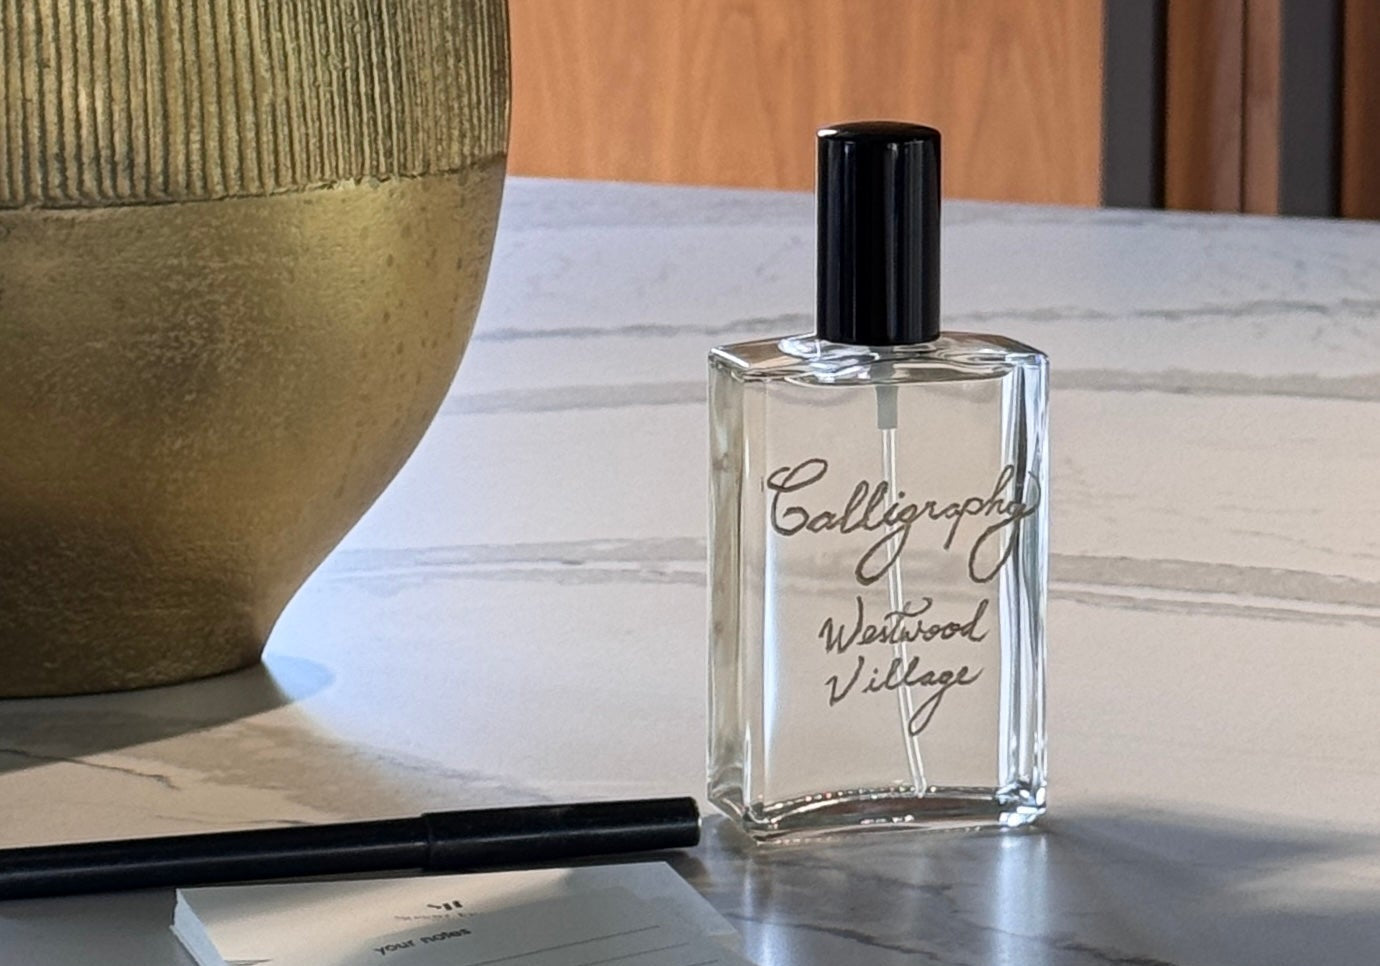 Calligraphy
Westwood
Village
your notes